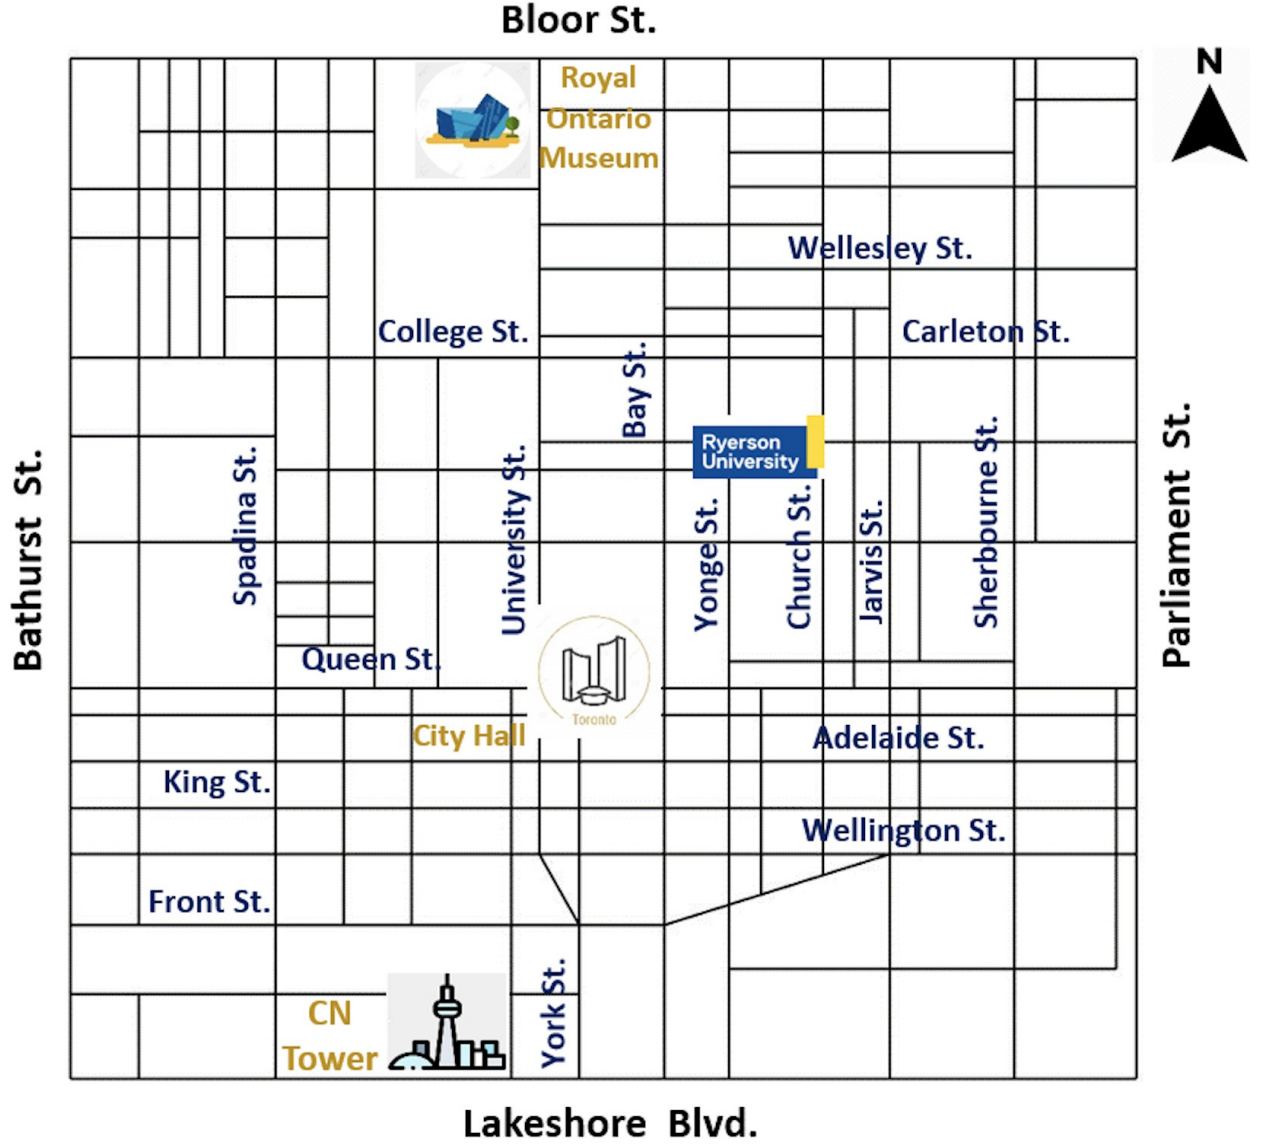 Bloor St.
N
Royal
Ontario
Museum
Wellesley St.
College St.
Carleton St.
Bay St.
Ryerson
University
Bathurst St.
Spadina St.
University St.
Yonge St.
Church St.
Jarvis St.
Sherbourne St.
Parliament St.
Queen St.
Toronto
City Hall
Adelaide St.
King St.
Wellington St.
Front St.
York St.
CN
Tower
Lakeshore Blvd.